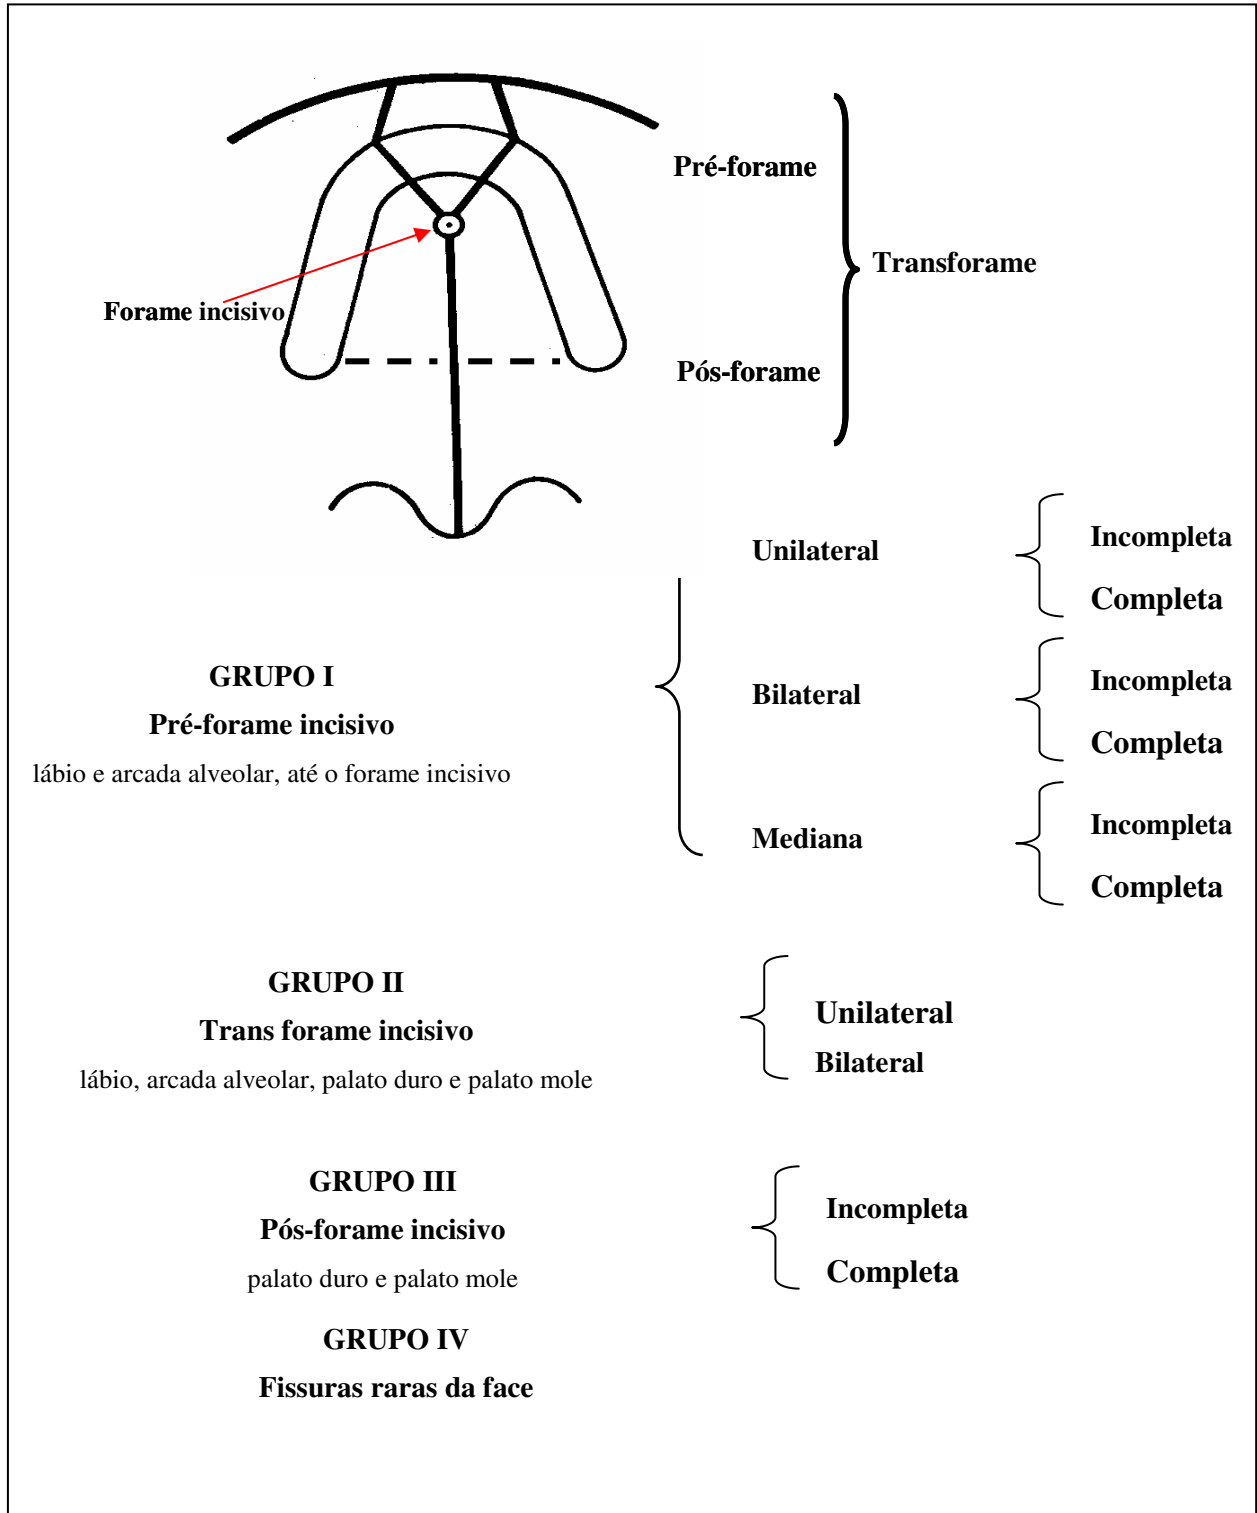 Pré-forame
Transforame
Forame incisivo
Pós-forame
Unilateral
Incompleta
Completa
GRUPO I
Pré-forame incisivo
lábio e arcada alveolar, até o forame incisivo
Bilateral
Incompleta
Completa
Mediana
Incompleta
Completa
GRUPO II
Trans forame incisivo
lábio, arcada alveolar, palato duro e palato mole
Unilateral
Bilateral
GRUPO III
Pós-forame incisivo
palato duro e palato mole
Incompleta
Completa
GRUPO IV
Fissuras raras da face